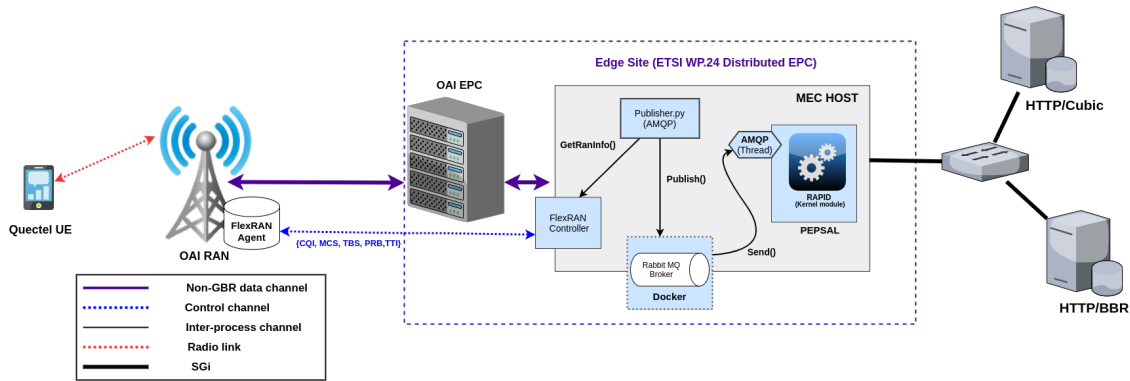 Edge Site (ETSI WP.24 Distributed EPC)
OAI EPC
MEC HOST
HTTP/Cubic
Publisher.py
(AMQP)
GetRanInfo()
AMQP
(Thread)
Publish()
RAPID
(Kernel module)
PEPSAL
Quectel UE
FlexRAN
Agent
OAI RAN
{CQI, MCS, TBS, PRB,TTI}
FlexRAN
Controller
Send()
Rabbit MQ
Broker
Docker
HTTP/BBR
Non-GBR data channel
Control channel
Inter-process channel
Radio link
SGi